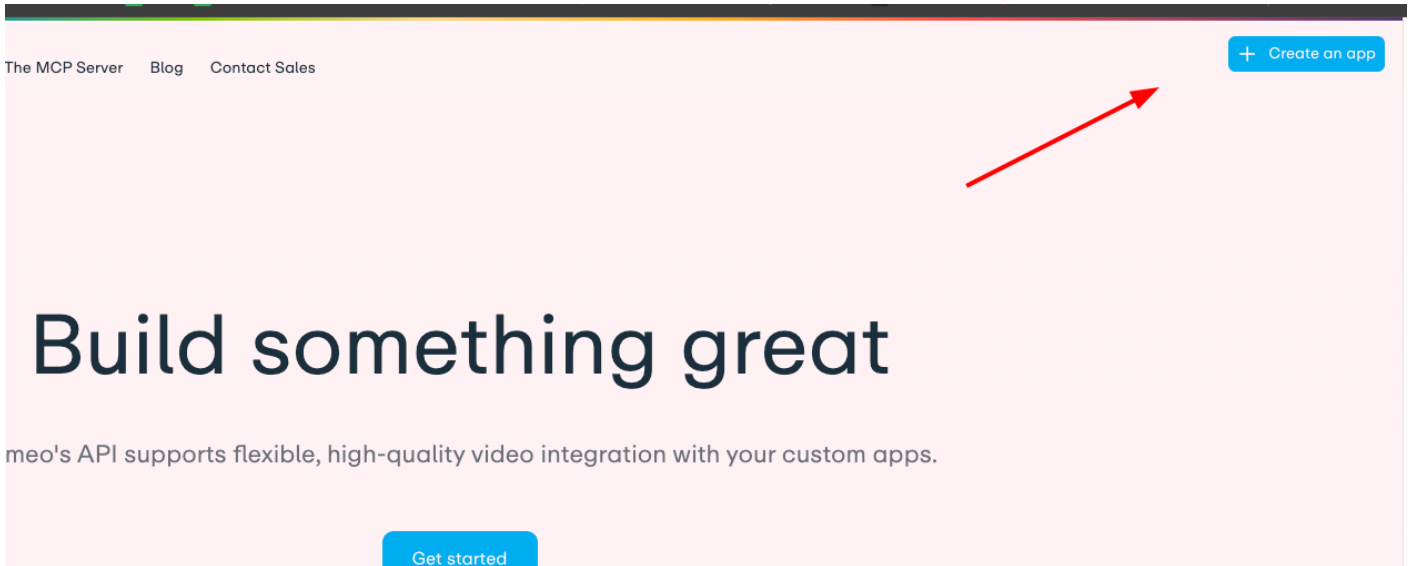 The MCP Server Blog Contact Sales
+ Create an app
Build something great
meo's API supports flexible, high-quality video integration with your custom apps.
Get started